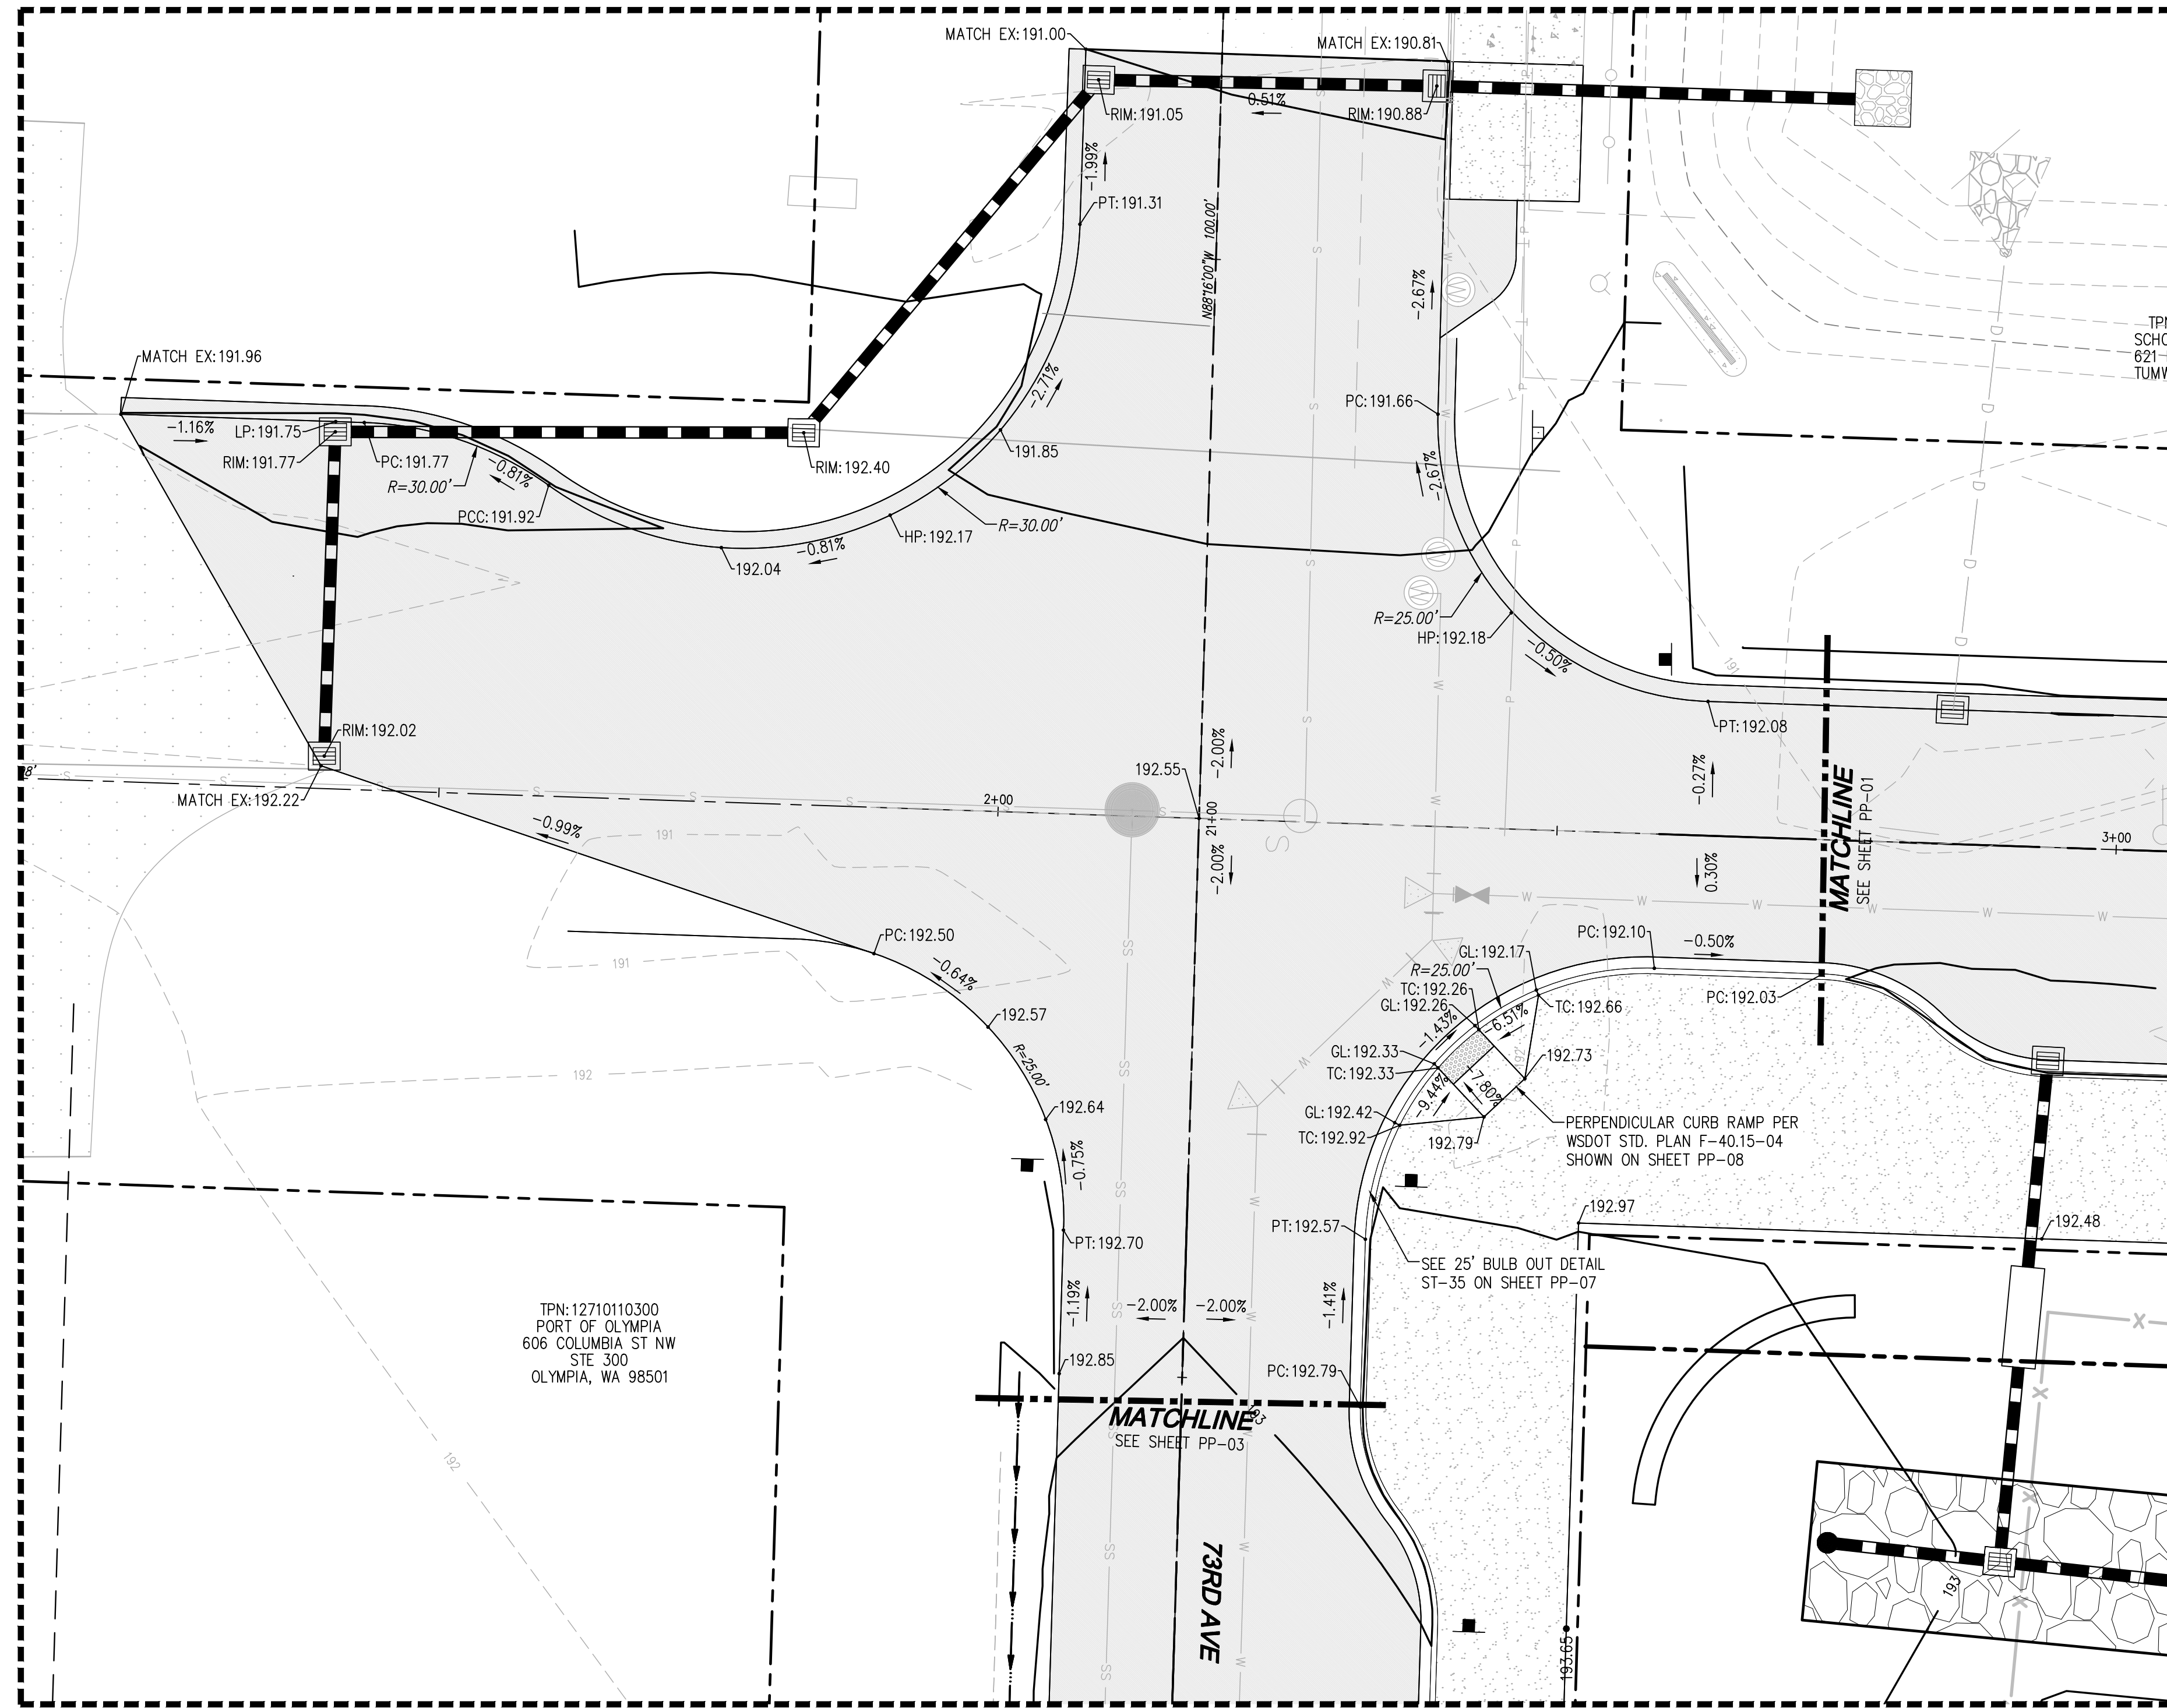 MATCH EX:191.00
MATCH EX:190.81
RIM:191.05
0.51%
RIM:190.88
-1.99%
PT:191.31
N88°16'00"W 100.00'
-2.67%
MATCH EX:191.96
-1.16%
LP:191.75
RIM:191.77
PC:191.77
R=30.00'
-0.81%
PCC:191.92
RIM:192.40
-2.71%
191.85
R=30.00'
HP:192.17
-0.81%
192.04
PC:191.66
-2.67%
R=25.00'
HP:192.18
-0.50%
PT:192.08
191
SCHO
621
TUMW
RIM:192.02
MATCH EX:192.22
8'
2+00
192.55
21+00
-2.00%
-2.00%
-0.27%
0.30%
MATCHLINE
SEE SHEET PP-01
3+00
-0.99%
191
191
192
192
PC:192.50
-0.64%
192.57
R=25.00'
192.64
-0.75%
PT:192.70
-1.19%
192.85
-2.00%
-2.00%
PC:192.10
-0.50%
GL:192.17
R=25.00'
TC:192.26
GL:192.26
PC:192.03
TC:192.66
-6.51%
-1.43%
GL:192.33
TC:192.33
192.73
192
-9.44%
7.80%
GL:192.42
TC:192.92
192.79
PERPENDICULAR CURB RAMP PER
WSDOT STD. PLAN F-40.15-04
SHOWN ON SHEET PP-08
PT:192.57
192.97
192.48
SEE 25' BULB OUT DETAIL
ST-35 ON SHEET PP-07
-1.41%
PC:192.79
TPN:12710110300
PORT OF OLYMPIA
606 COLUMBIA ST NW
STE 300
OLYMPIA, WA 98501
MATCHLINE
SEE SHEET PP-03
193
73RD AVE
193.65
193